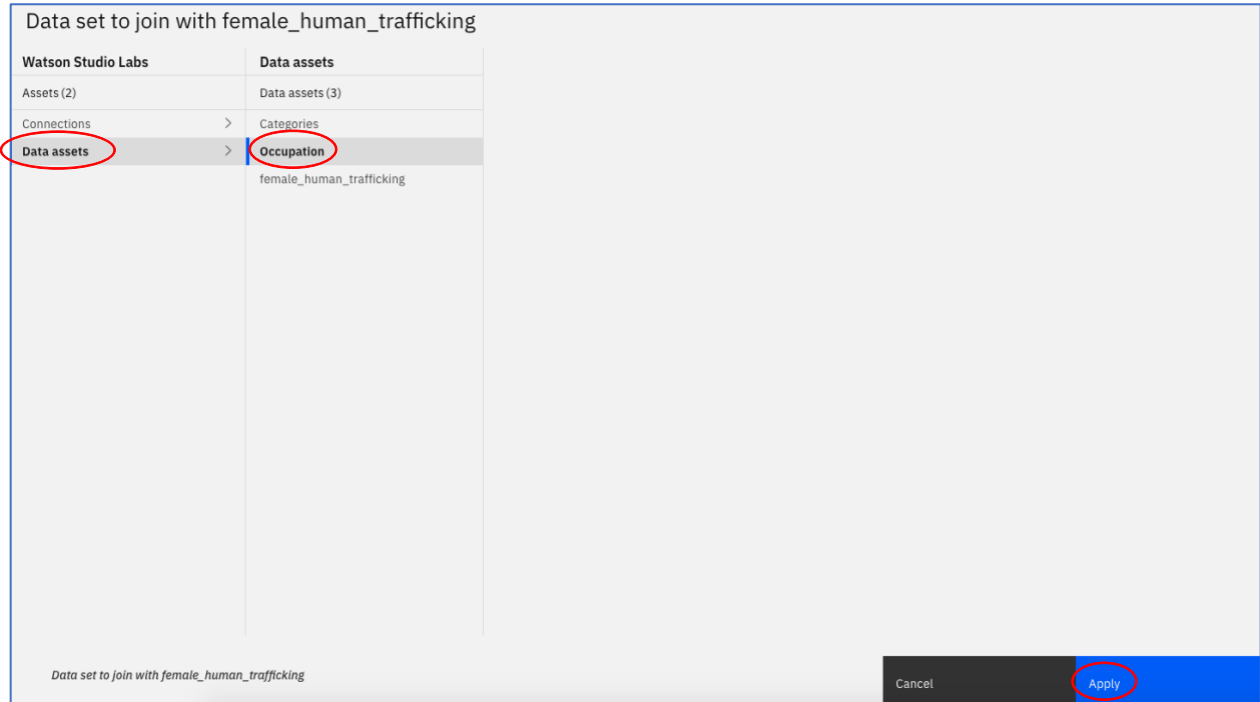 Data set to join with female_human_trafficking
Watson Studio Labs
Data assets
Assets (2)
Data assets (3)
Connections
Categories
Data assets
Occupation
female_human_trafficking
Data set to join with female_human_trafficking
Cancel
Apply